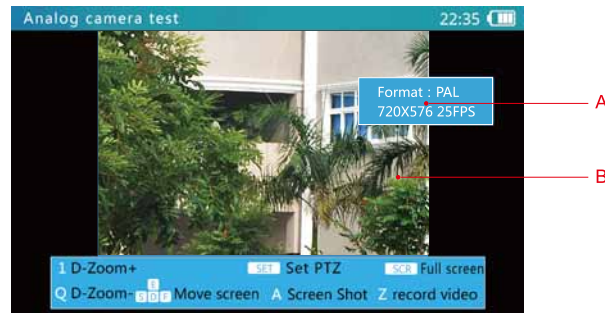 Analog camera test 22:35
Format : PAL
720X576 25FPS
A
B
1 D-Zoom+ SET Set PTZ SCR Full screen
E
Q D-Zoom- S D F Move screen A Screen Shot Z record video